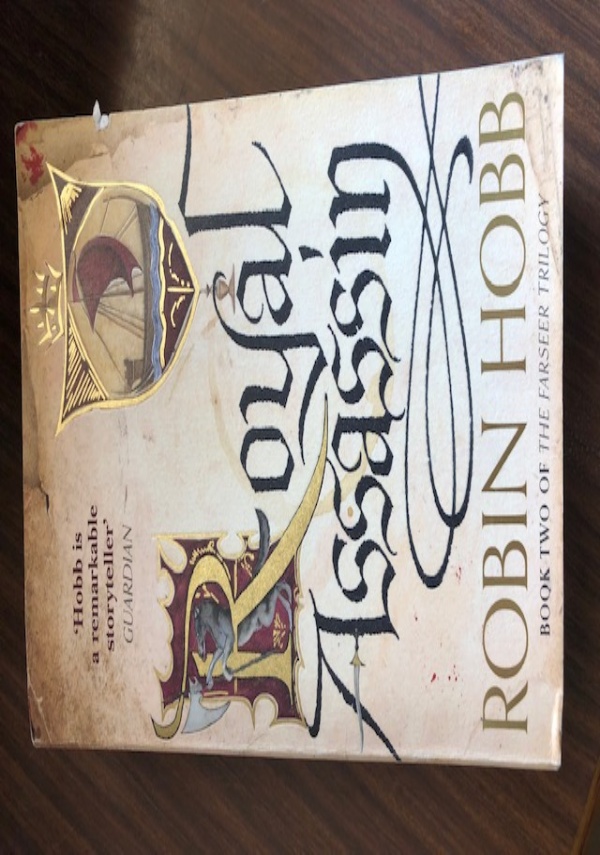 'Hobb is
a remarkable
storyteller'
GUARDIAN
Royal
Assassin
ROBIN HOBB
BOOK TWO OF THE FARSEER TRILOGY